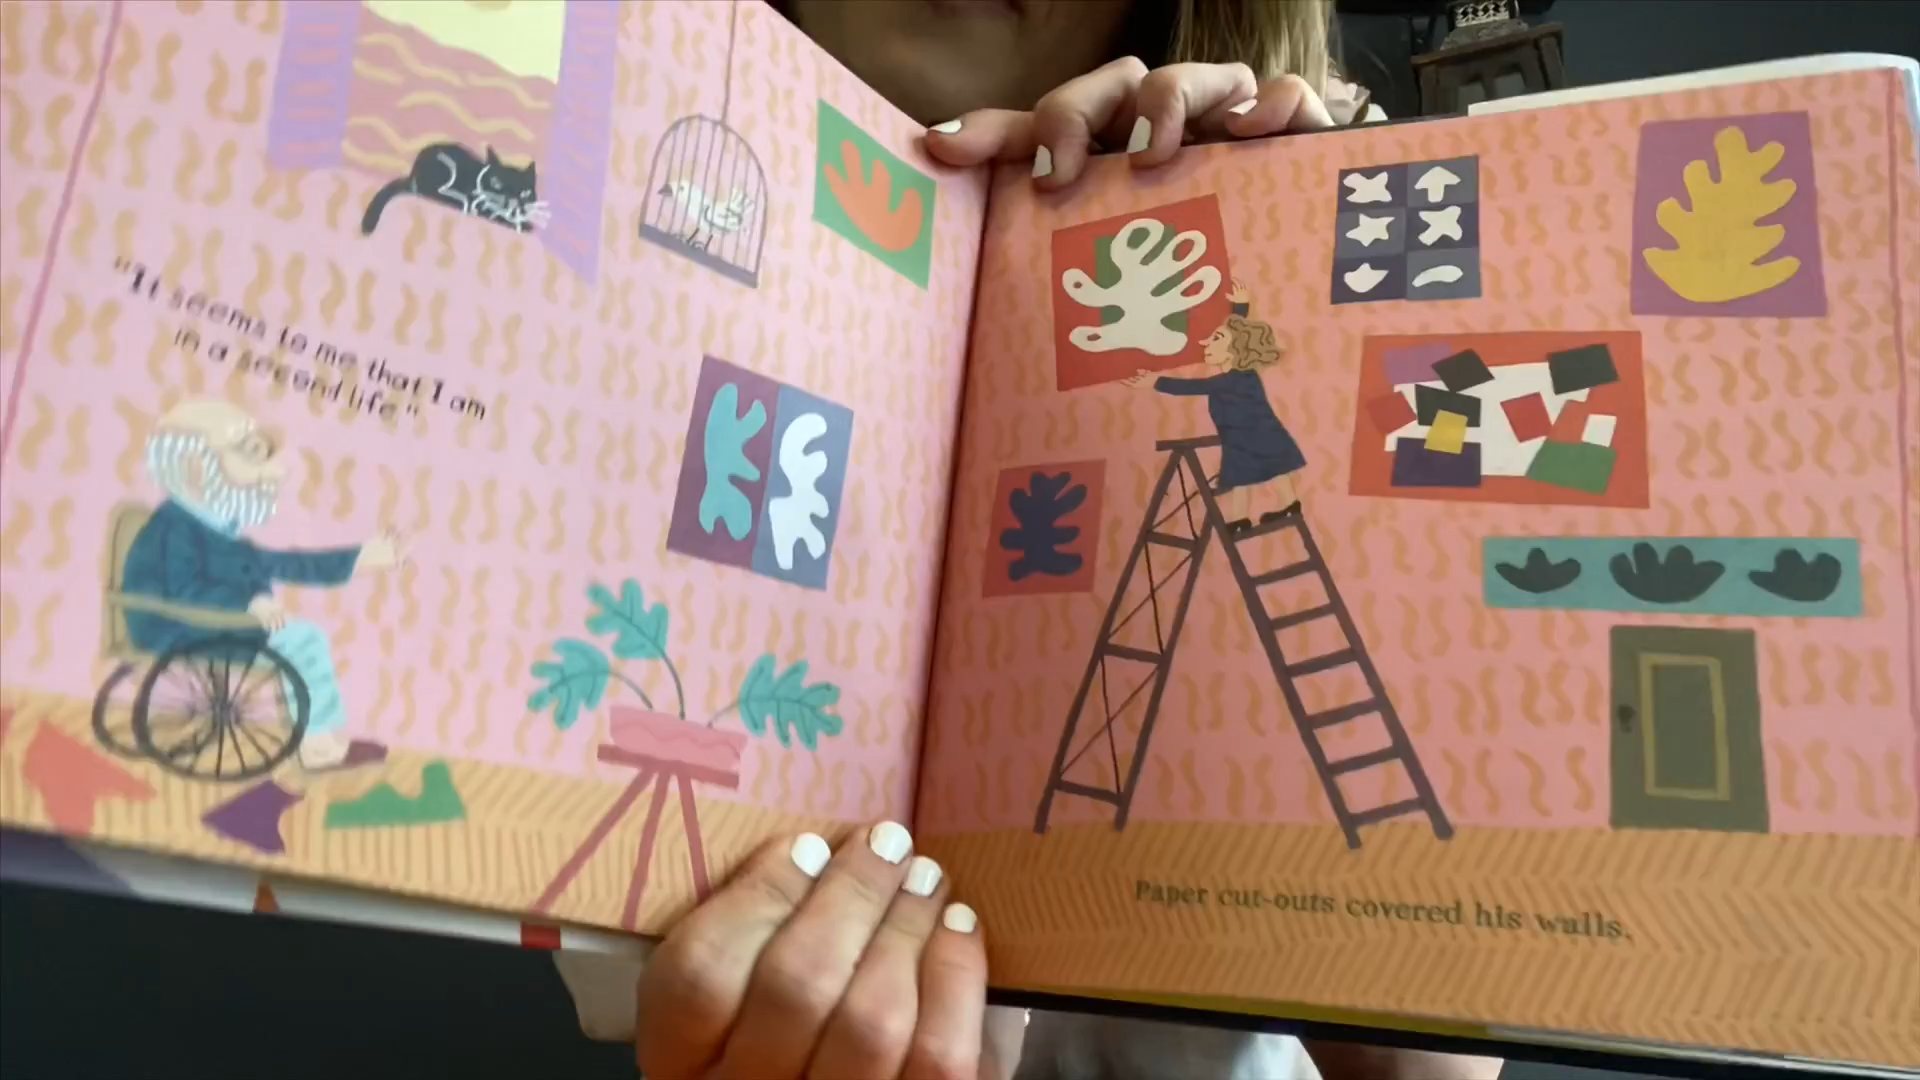 "It seems to me that I am
in a second life."
Paper cut-outs covered his walls.